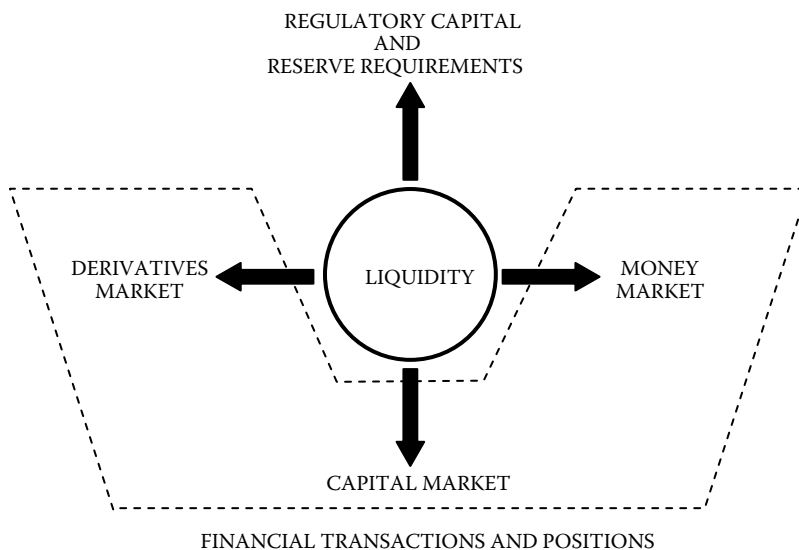 REGULATORY CAPITAL
AND
RESERVE REQUIREMENTS
DERIVATIVES
MARKET
LIQUIDITY
MONEY
MARKET
CAPITAL MARKET
FINANCIAL TRANSACTIONS AND POSITIONS